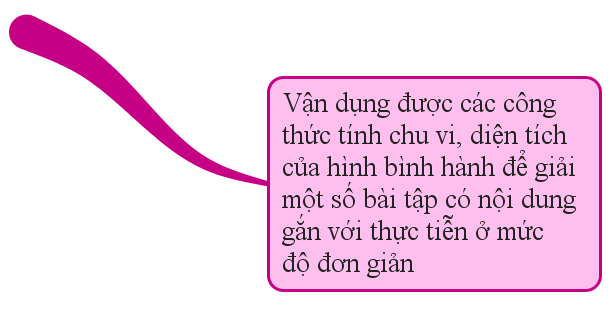 Vận dụng được các công
thức tính chu vi, diện tích
của hình bình hành để giải
một số bài tập có nội dung
gắn với thực tiễn ở mức
độ đơn giản